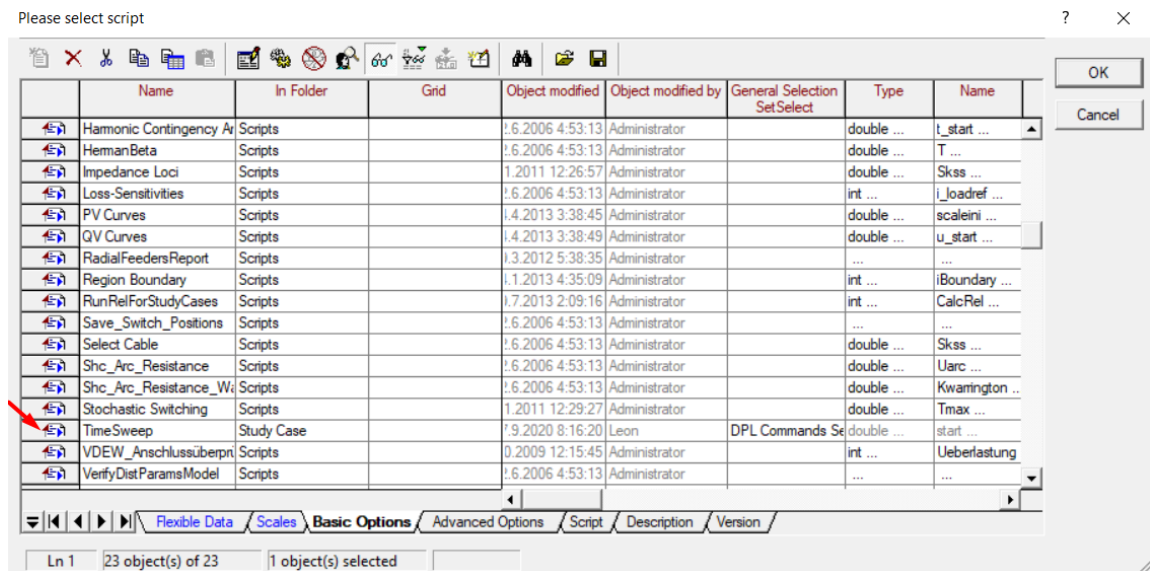 Please select script
?
OK
Cancel
Name In Folder Grid Object modified Object modified by General Selection SetSelect Type Name
Harmonic Contingency Ar Scripts 2.6.2006 4:53:13 Administrator double ... t_start ...
HermanBeta Scripts 2.6.2006 4:53:13 Administrator double ... T ...
Impedance Loci Scripts 1.2011 12:26:57 Administrator double ... Skss ...
Loss-Sensitivities Scripts 2.6.2006 4:53:13 Administrator int ... i_loadref ...
PV Curves Scripts .4.2013 3:38:45 Administrator double ... scaleini ...
QV Curves Scripts .4.2013 3:38:49 Administrator double ... u_start ...
RadialFeedersReport Scripts .3.2012 5:38:35 Administrator ... ...
Region Boundary Scripts .1.2013 4:35:09 Administrator int ... iBoundary ...
RunRelForStudyCases Scripts .7.2013 2:09:16 Administrator int ... CalcRel ...
Save_Switch_Positions Scripts 2.6.2006 4:53:13 Administrator ... ...
Select Cable Scripts 2.6.2006 4:53:13 Administrator double ... Skss ...
Shc_Arc_Resistance Scripts 2.6.2006 4:53:13 Administrator double ... Uarc ...
Shc_Arc_Resistance_Wa Scripts 2.6.2006 4:53:13 Administrator double ... Kwarrington ..
Stochastic Switching Scripts 1.2011 12:29:27 Administrator double ... Tmax ...
TimeSweep Study Case 7.9.2020 8:16:20 Leon DPL Commands Se double ... start ...
VDEW_Anschlussüberprü Scripts 0.2009 12:15:45 Administrator int ... Ueberlastung
VerifyDistParamsModel Scripts 2.6.2006 4:53:13 Administrator ... ...
Flexible Data Scales Basic Options Advanced Options Script Description Version
Ln 1 23 object(s) of 23 1 object(s) selected